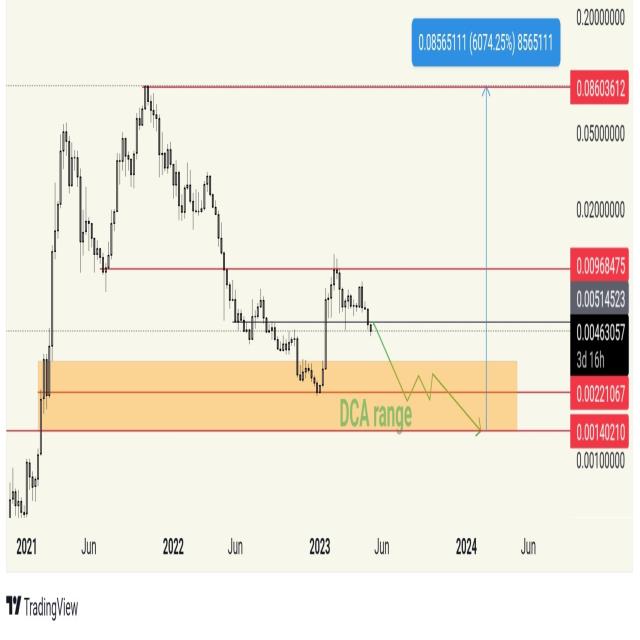 0.20000000
0.08565111 (6074.25%) 8565111
0.08603612
0.05000000
0.02000000
0.00968475
0.00514523
0.00463057
3d 16h
0.00221067
DCA range
0.00140210
0.00100000
2021 Jun 2022 Jun 2023 Jun 2024 Jun
TradingView